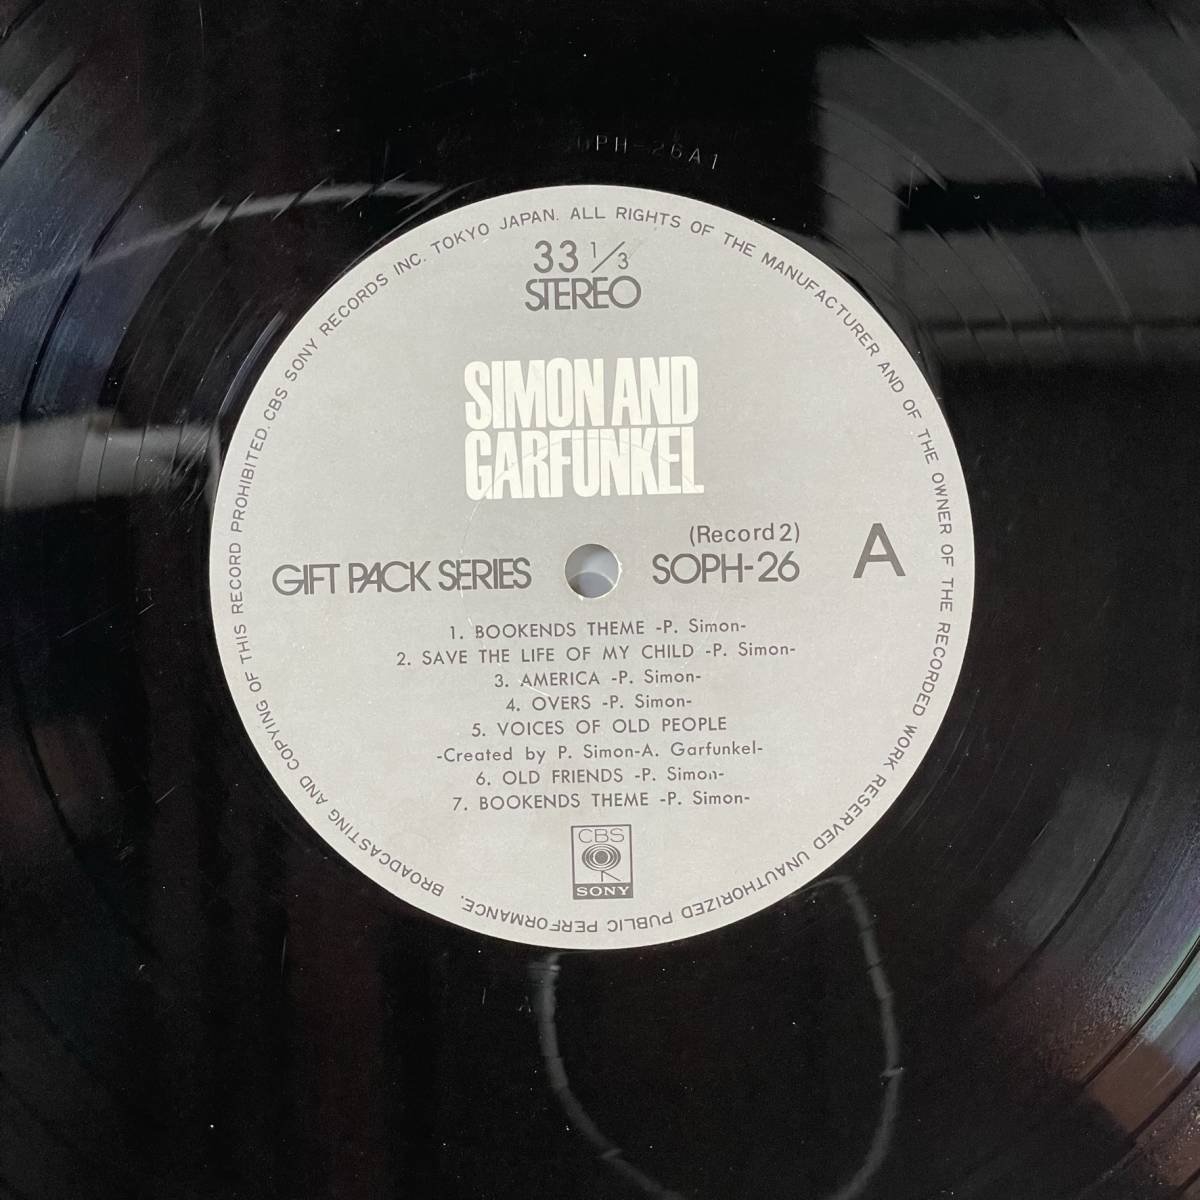 PH-26A1
33 1/3
STEREO
SIMON AND
GARFUNKEL
(Record 2)
GIFT PACK SERIES SOPH-26 A
1. BOOKENDS THEME -P. Simon-
2. SAVE THE LIFE OF MY CHILD -P. Simon-
3. AMERICA -P. Simon-
4. OVERS -P. Simon-
5. VOICES OF OLD PEOPLE
-Created by P. Simon-A. Garfunkel-
6. OLD FRIENDS -P. Simon-
7. BOOKENDS THEME -P. Simon-
CBS
SONY
CBS SONY RECORDS INC. TOKYO JAPAN. ALL RIGHTS OF THE MANUFACTURER AND OF THE OWNER OF THE RECORDED WORK RESERVED UNAUTHORIZED PUBLIC PERFORMANCE. BROADCASTING AND COPYING OF THIS RECORD PROHIBITED.